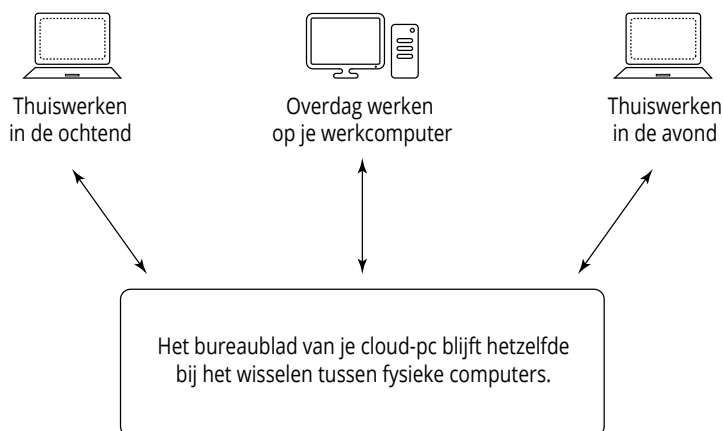 Thuiswerken
in de ochtend
Overdag werken
op je werkcomputer
Thuiswerken
in de avond
Het bureaublad van je cloud-pc blijft hetzelfde
bij het wisselen tussen fysieke computers.